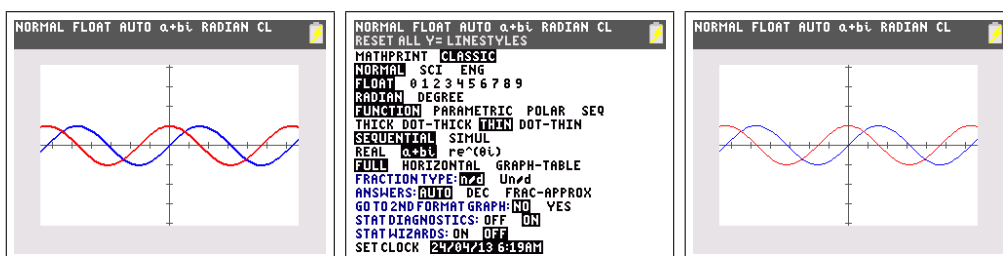 NORMAL FLOAT AUTO a+bi RADIAN CL
NORMAL FLOAT AUTO a+bi RADIAN CL
RESET ALL Y= LINESTYLES
MATHPRINT CLASSIC
NORMAL SCI ENG
FLOAT 0 1 2 3 4 5 6 7 8 9
RADIAN DEGREE
FUNCTION PARAMETRIC POLAR SEQ
THICK DOT-THICK THIN DOT-THIN
SEQUENTIAL SIMUL
REAL a+bi re^(θi)
FULL HORIZONTAL GRAPH-TABLE
FRACTION TYPE: n/d Un/d
ANSWERS: AUTO DEC FRAC-APPROX
GO TO 2ND FORMAT GRAPH: NO YES
STAT DIAGNOSTICS: OFF ON
STAT WIZARDS: ON OFF
SET CLOCK 24/04/13 6:19AM
NORMAL FLOAT AUTO a+bi RADIAN CL